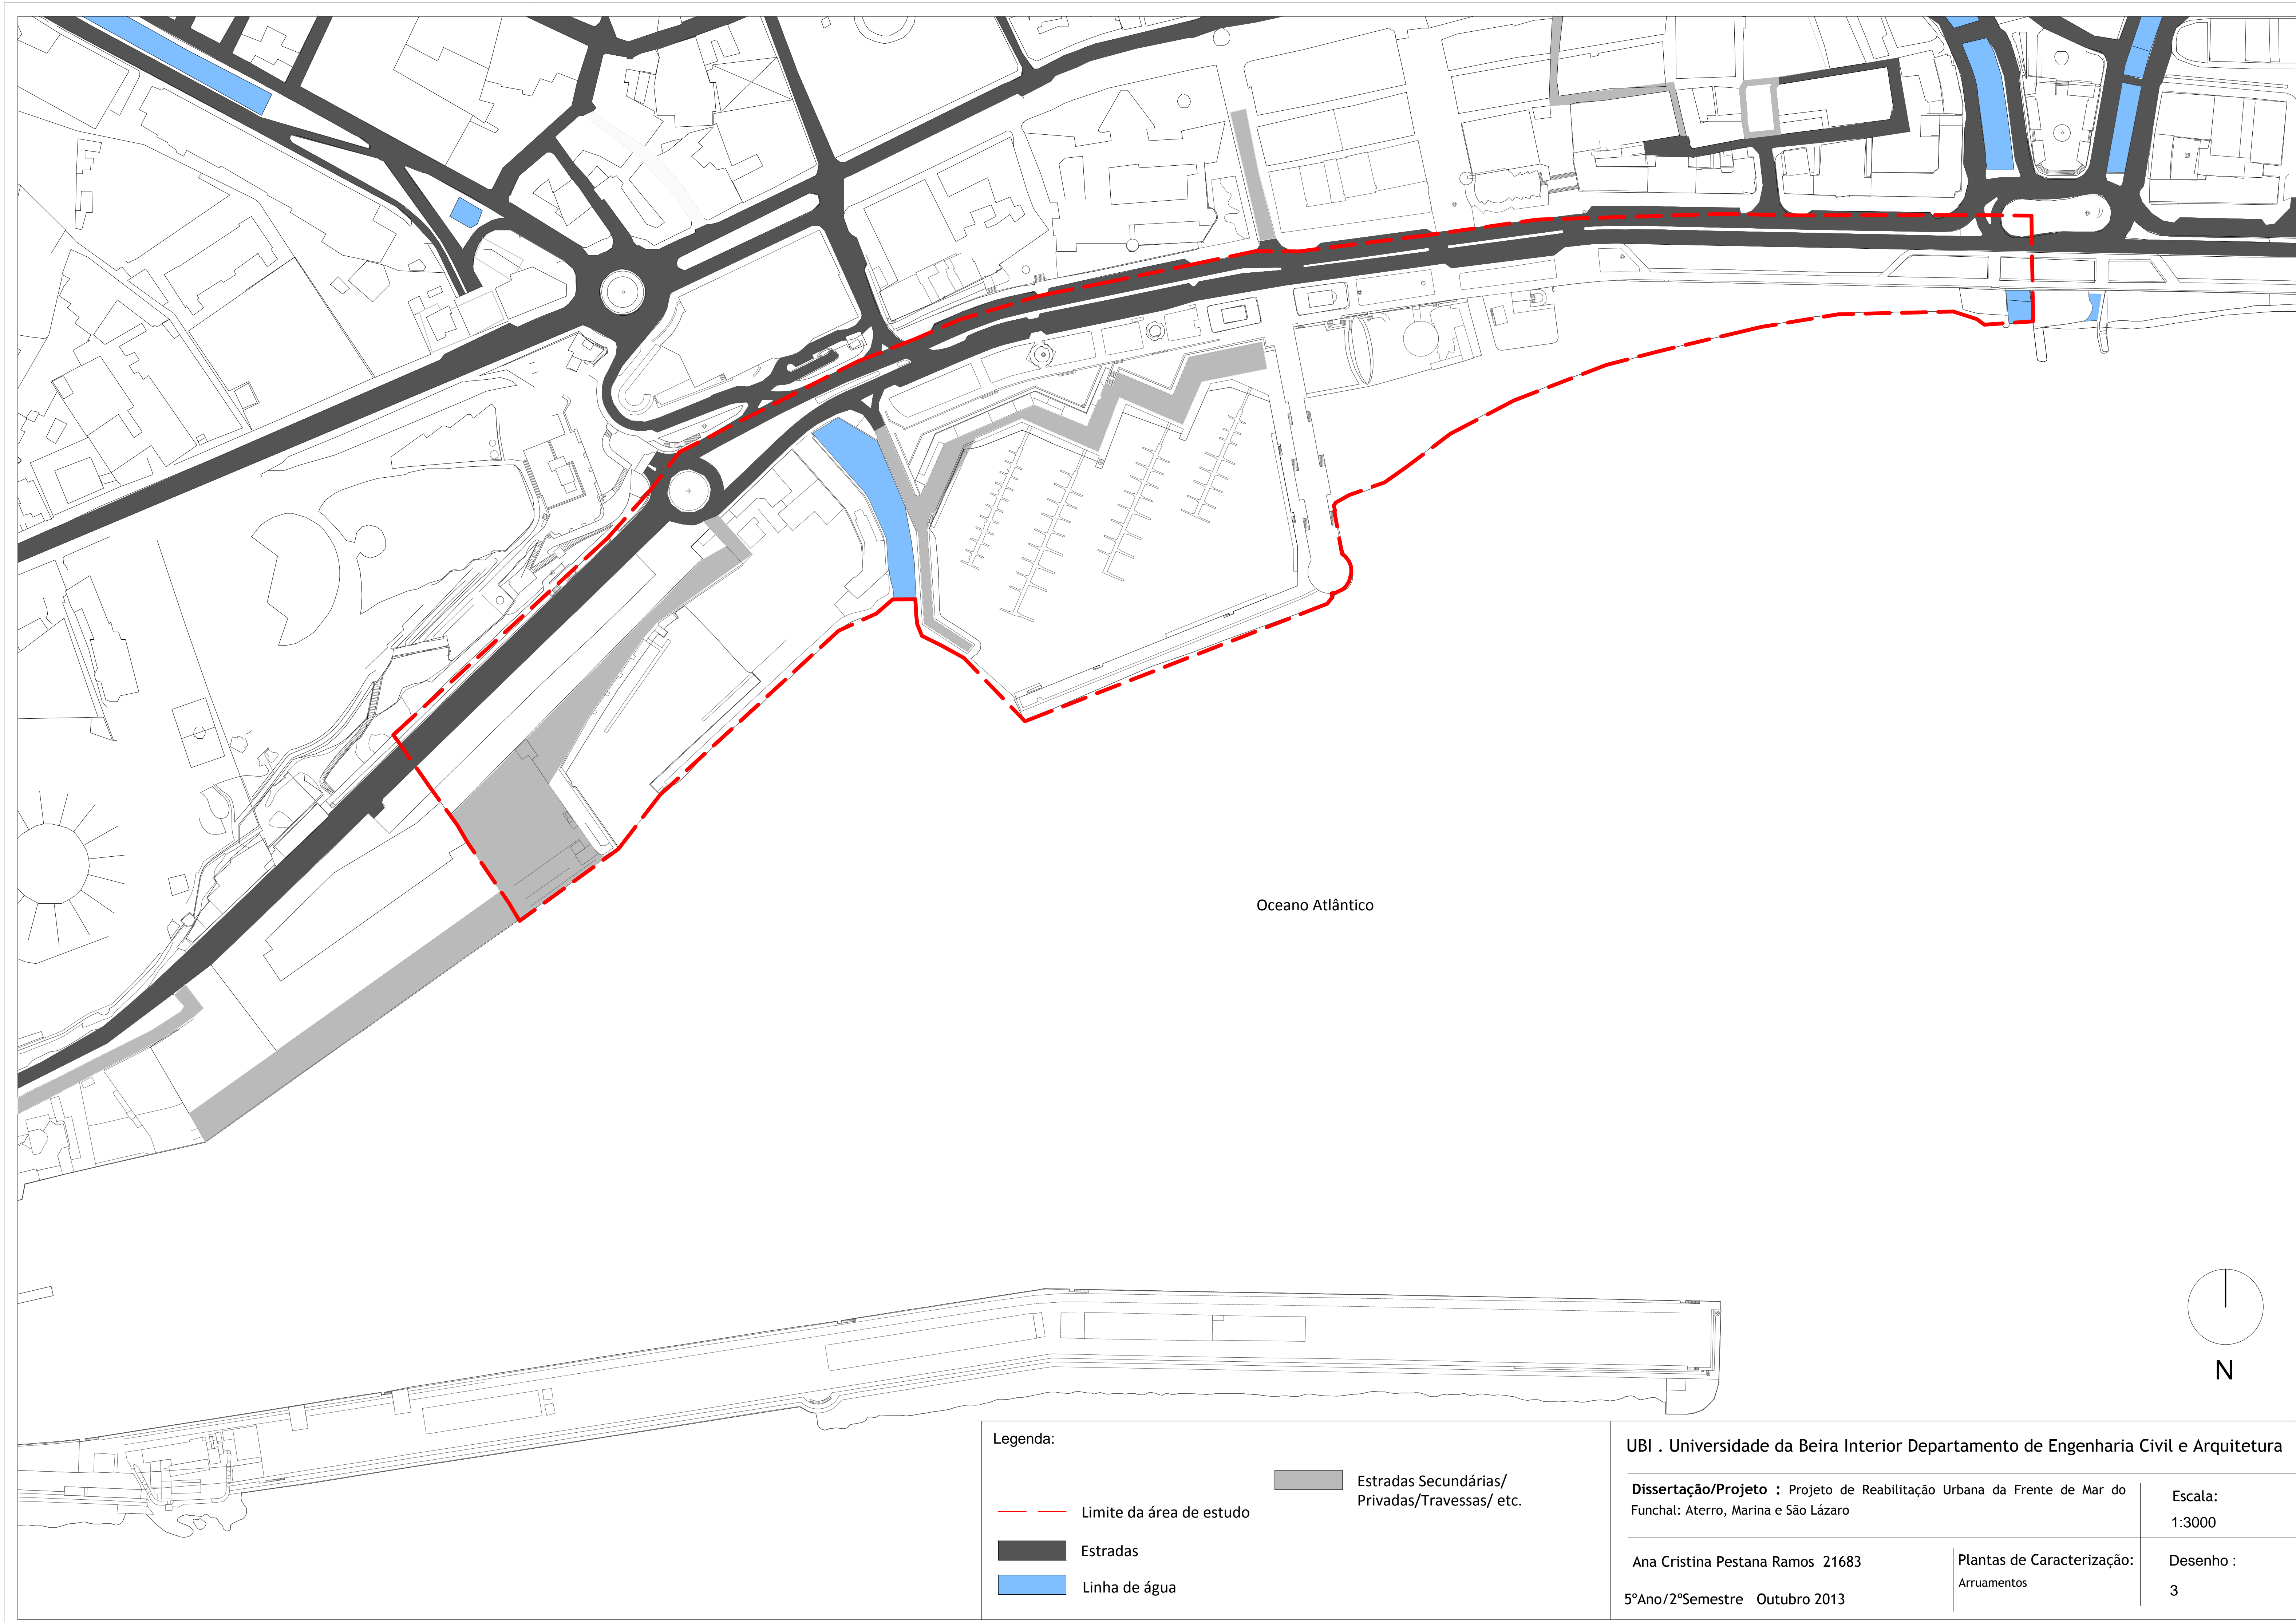 Oceano Atlântico
N
Legenda:
Limite da área de estudo
Estradas
Linha de água
Estradas Secundárias/
Privadas/Travessas/ etc.
UBI . Universidade da Beira Interior Departamento de Engenharia Civil e Arquitetura
Dissertação/Projeto : Projeto de Reabilitação Urbana da Frente de Mar do
Funchal: Aterro, Marina e São Lázaro
Escala:
1:3000
Ana Cristina Pestana Ramos 21683
5ºAno/2ºSemestre Outubro 2013
Plantas de Caracterização:
Arruamentos
Desenho :
3